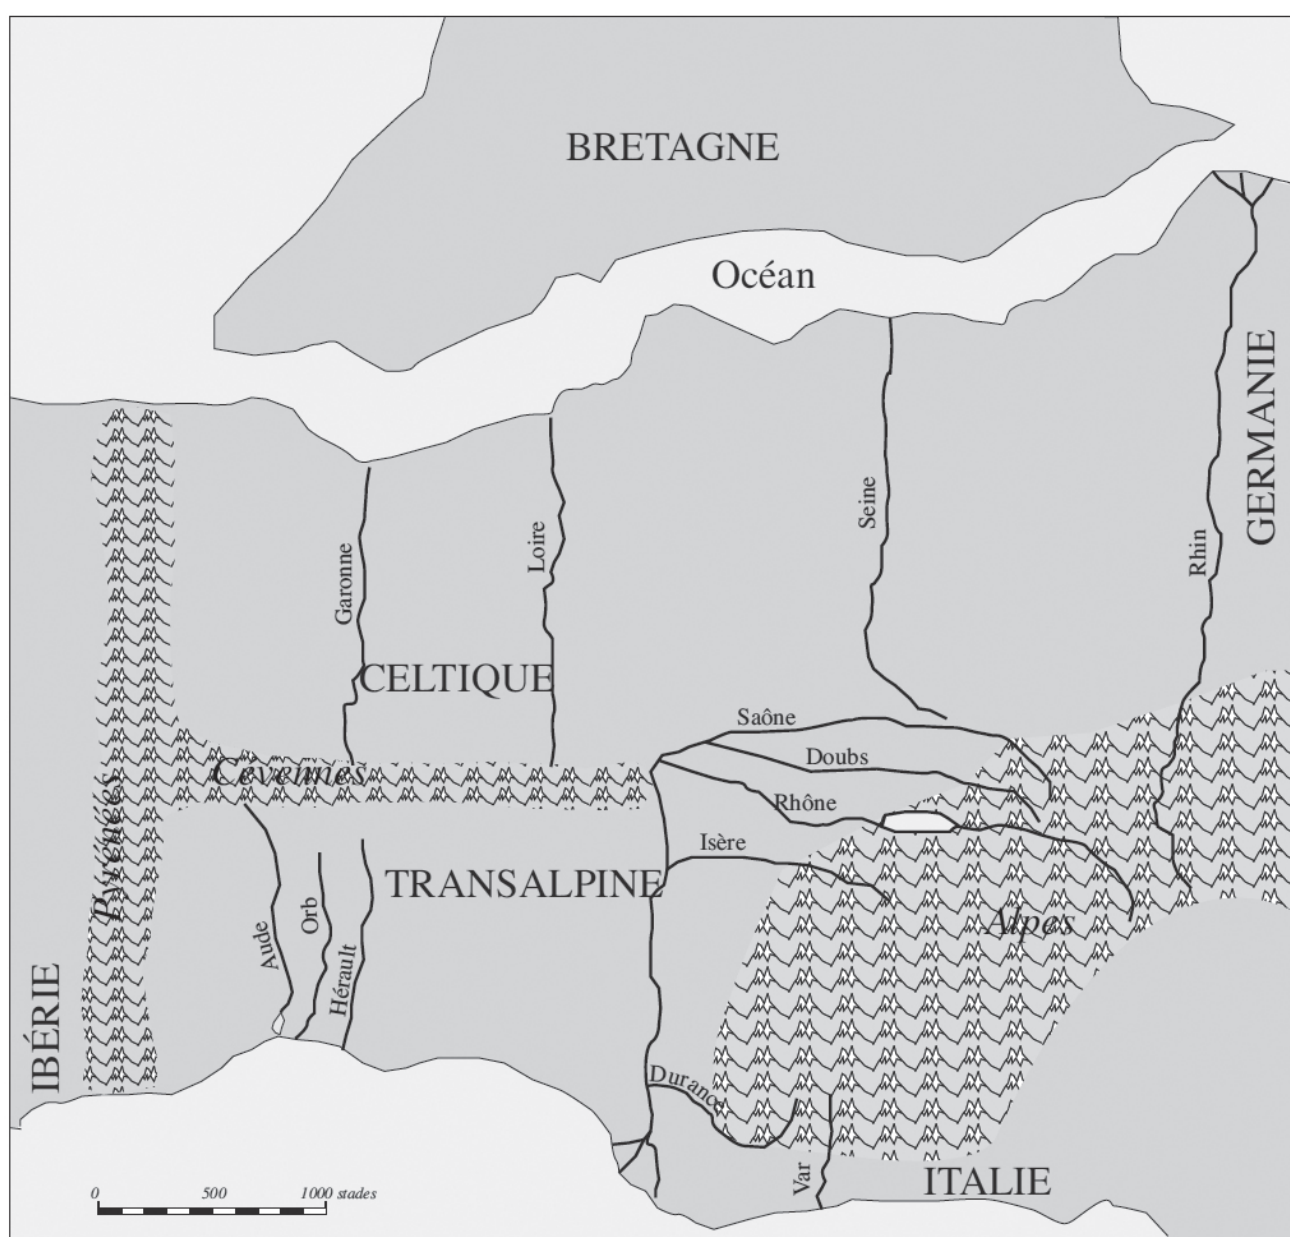 BRETAGNE
Océan
GERMANIE
Seine
Loire
Rhin
Garonne
CELTIQUE
Saône
Doubs
Cévennes
Rhône
Pyrénées
Isère
TRANSALPINE
Orb
Alpes
Aude
Hérault
IBÉRIE
Durance
Var
ITALIE
0 500 1000 stades